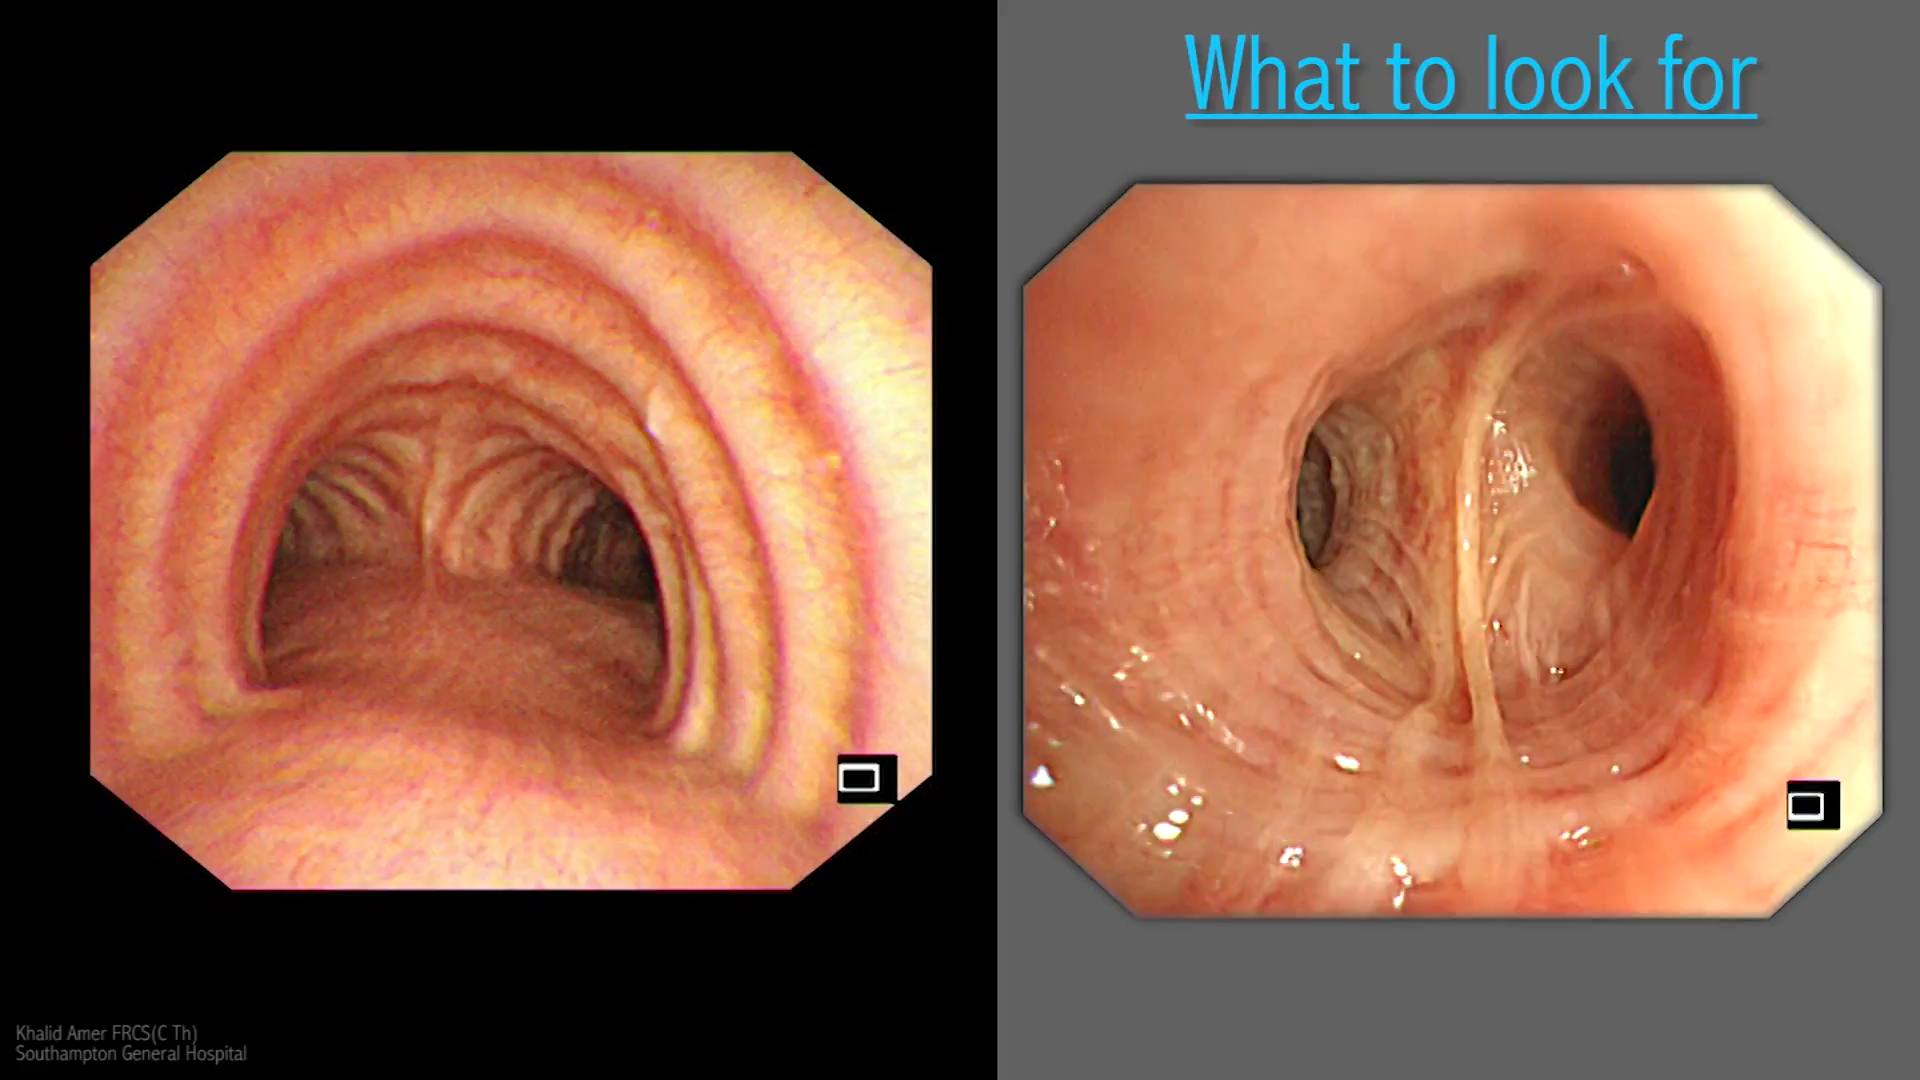 What to look for
Khalid Amer FRCS(C Th)
Southampton General Hospital